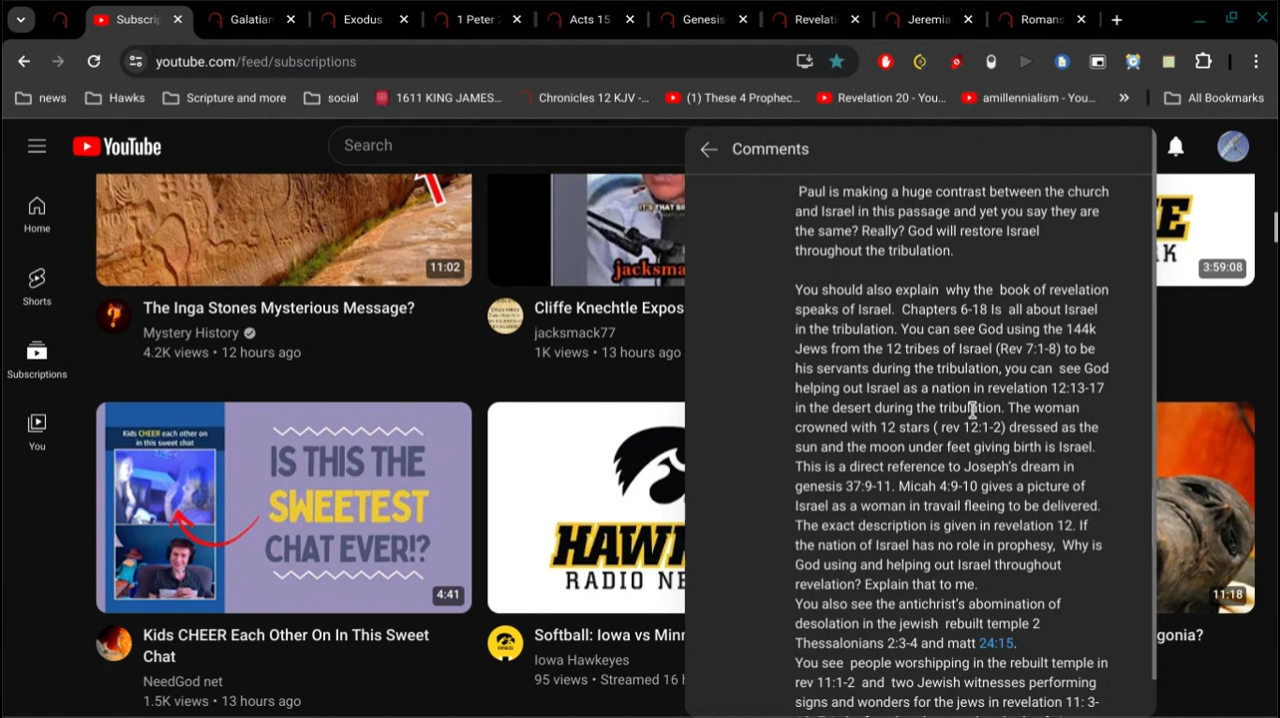 Subscrip
Galatian
Exodus
1 Peter
Acts 15
Genesis
Revelati
Jeremia
Romans
youtube.com/feed/subscriptions
news
Hawks
Scripture and more
social
1611 KING JAMES...
Chronicles 12 KJV -...
(1) These 4 Prophec...
Revelation 20 - You...
amillennialism - You...
All Bookmarks
YouTube
Search
Comments
Home
Shorts
Subscriptions
You
11:02
jacksma
3:59:08
The Inga Stones Mysterious Message?
Mystery History
4.2K views • 12 hours ago
Cliffe Knechtle Expos
jacksmack77
1K views • 13 hours ago
Kids CHEER each other on
in this sweet chat
IS THIS THE
SWEETEST
CHAT EVER!?
4:41
HAW
RADIO NE
11:18
Kids CHEER Each Other On In This Sweet
Chat
NeedGod net
1.5K views • 13 hours ago
Softball: Iowa vs Minn
Iowa Hawkeyes
95 views • Streamed 16 h
gonia?
Paul is making a huge contrast between the church
and Israel in this passage and yet you say they are
the same? Really? God will restore Israel
throughout the tribulation.
You should also explain why the book of revelation
speaks of Israel. Chapters 6-18 Is all about Israel
in the tribulation. You can see God using the 144k
Jews from the 12 tribes of Israel (Rev 7:1-8) to be
his servants during the tribulation, you can see God
helping out Israel as a nation in revelation 12:13-17
in the desert during the tribulation. The woman
crowned with 12 stars ( rev 12:1-2) dressed as the
sun and the moon under feet giving birth is Israel.
This is a direct reference to Joseph's dream in
genesis 37:9-11. Micah 4:9-10 gives a picture of
Israel as a woman in travail fleeing to be delivered.
The exact description is given in revelation 12. If
the nation of Israel has no role in prophesy, Why is
God using and helping out Israel throughout
revelation? Explain that to me.
You also see the antichrist's abomination of
desolation in the jewish rebuilt temple 2
Thessalonians 2:3-4 and matt 24:15.
You see people worshipping in the rebuilt temple in
rev 11:1-2 and two Jewish witnesses performing
signs and wonders for the jews in revelation 11: 3-